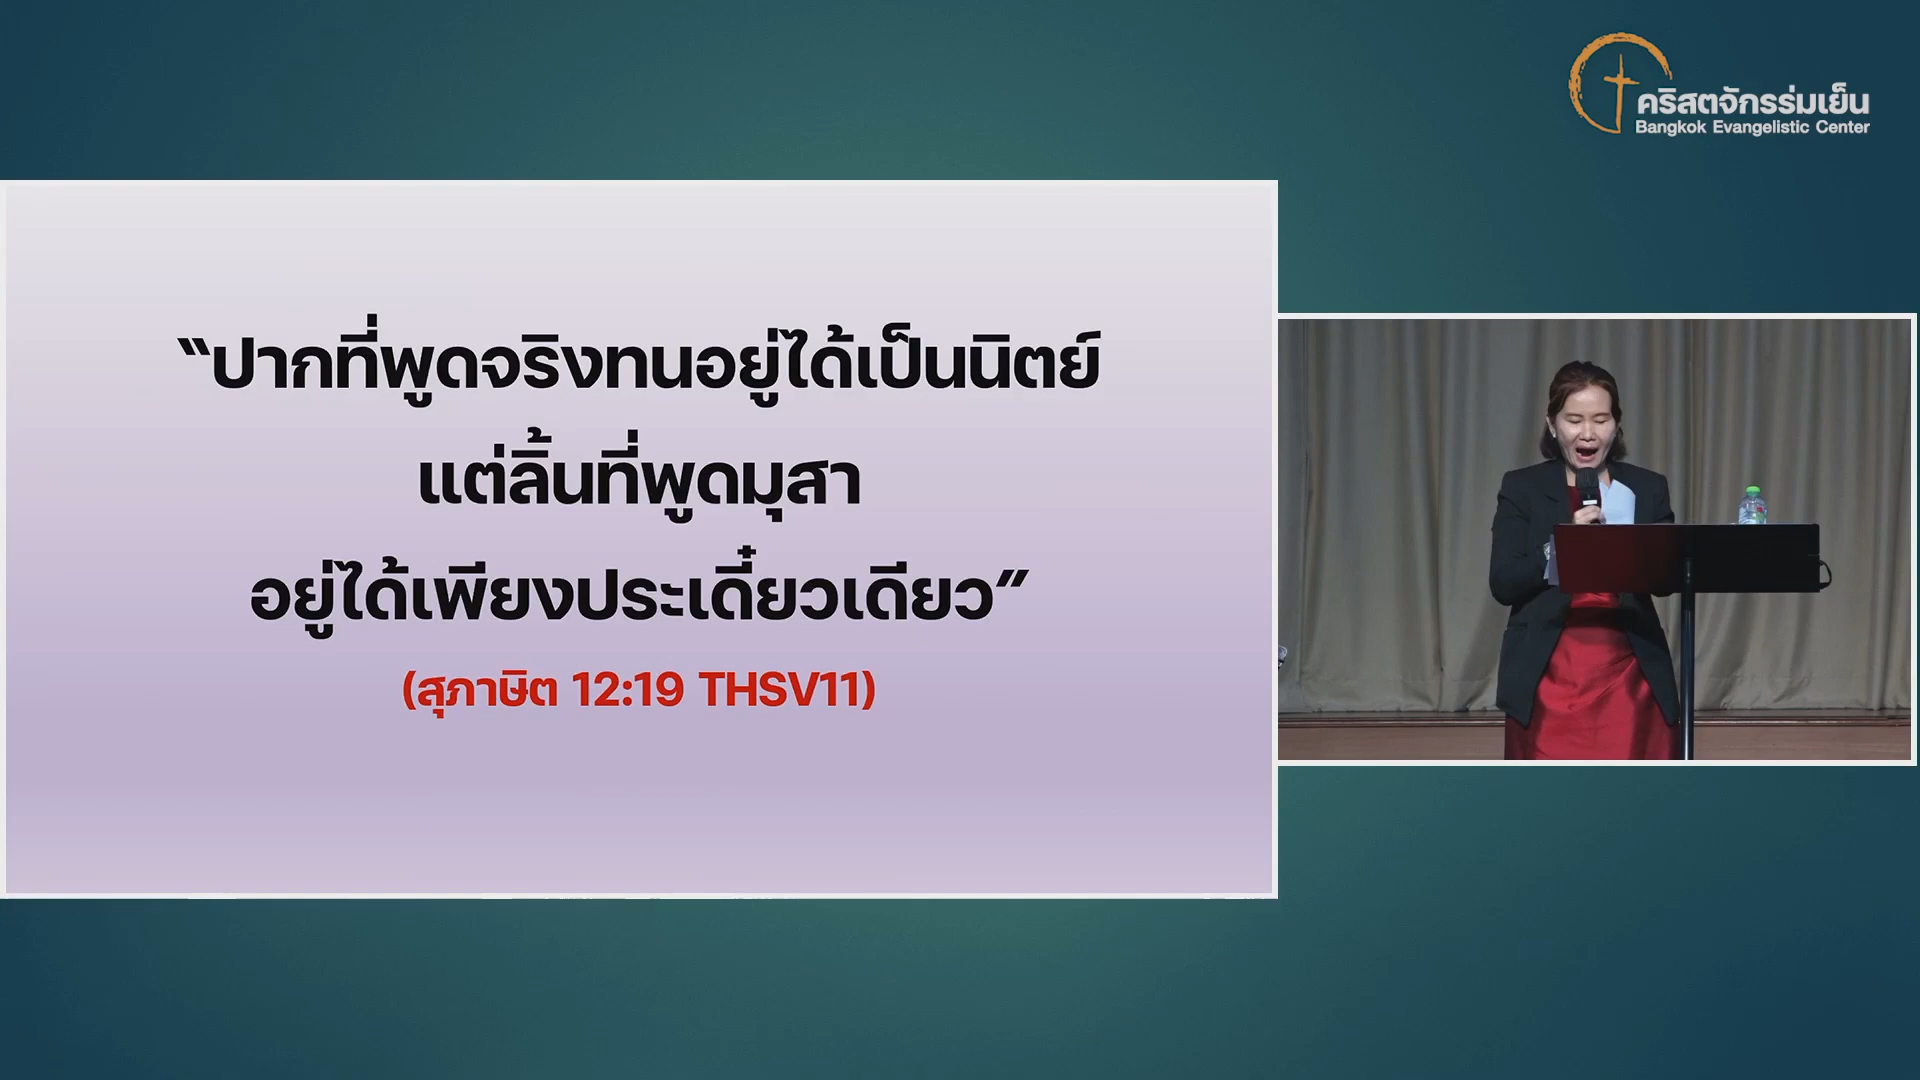 คริสตจักรร่มเย็น
Bangkok Evangelistic Center
“ปากที่พูดจริงทนอยู่ได้เป็นนิตย์
แต่ลิ้นที่พูดมุสา
อยู่ได้เพียงประเดี๋ยวเดียว”
(สุภาษิต 12:19 THSV11)